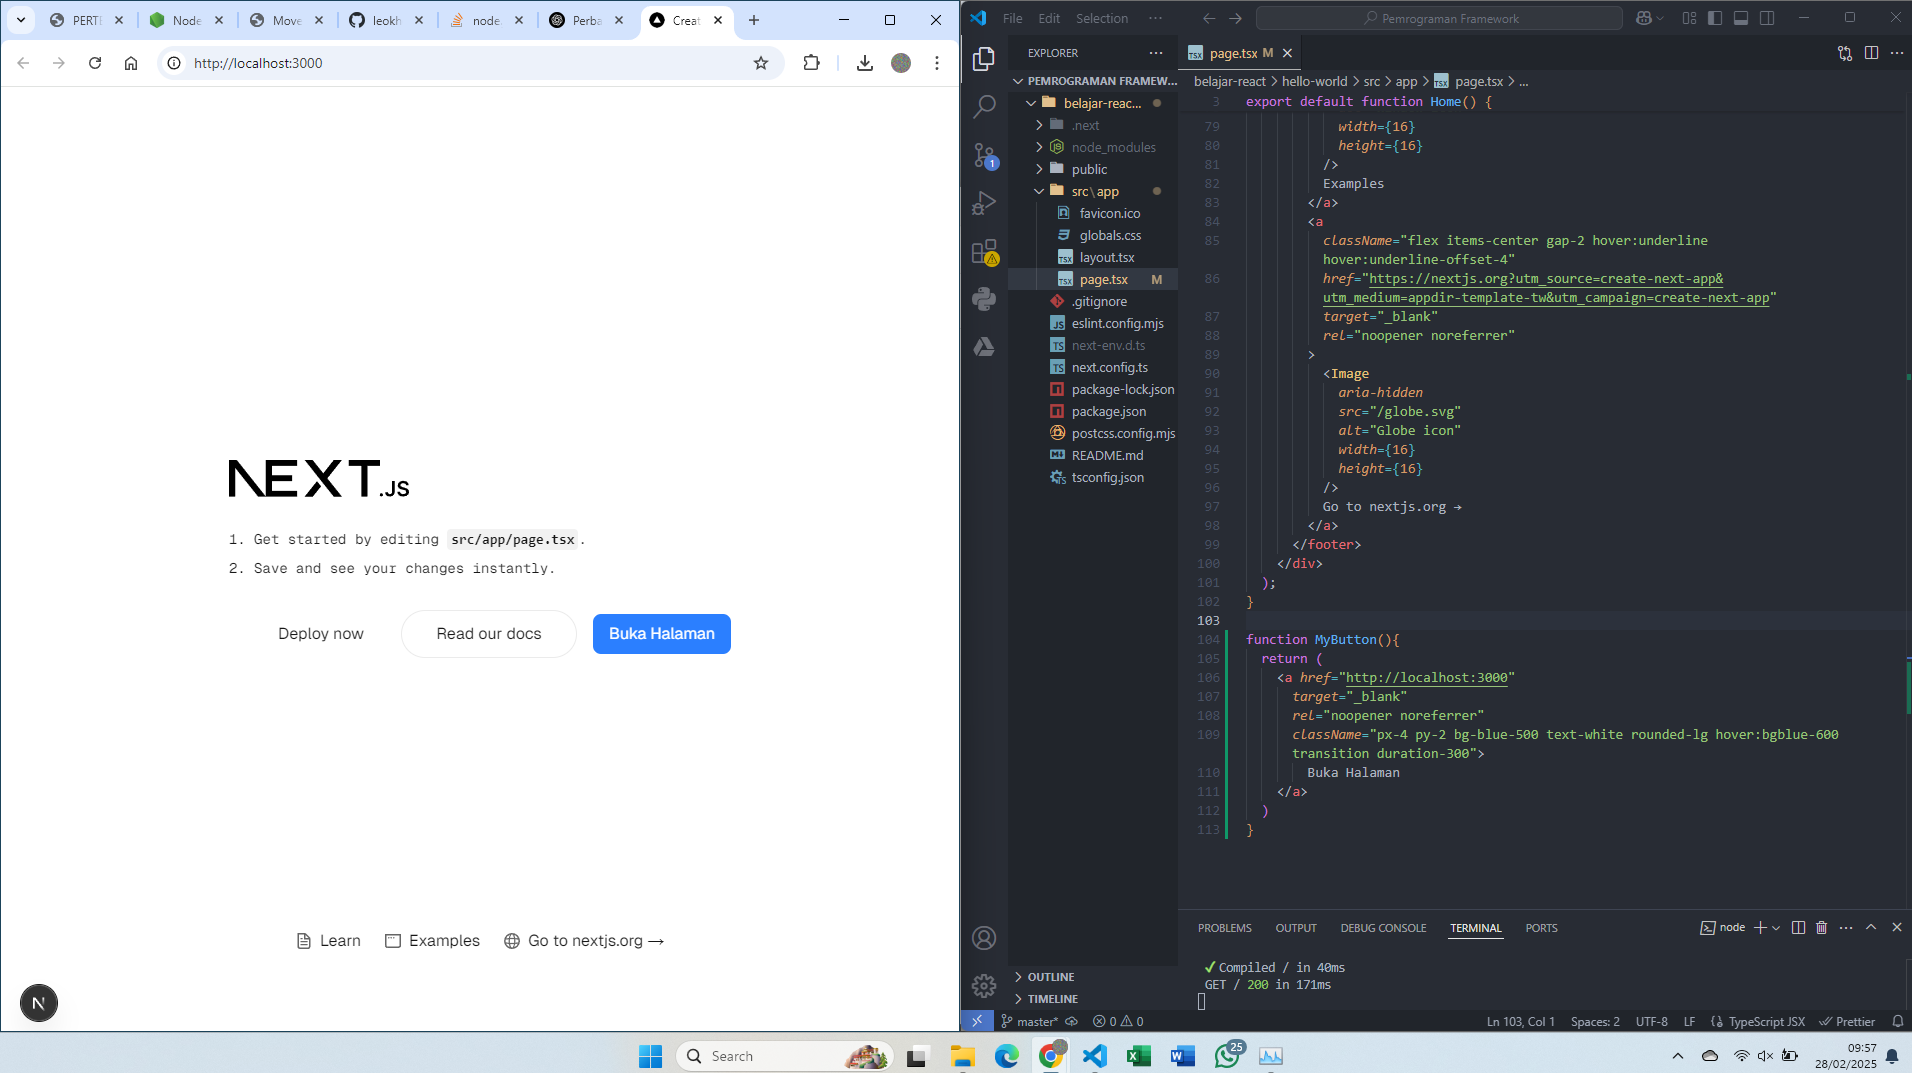 PERTE
Node
Move
leokh
node.
Perba
Creat
http://localhost:3000
NEXT.JS
1. Get started by editing src/app/page.tsx.
2. Save and see your changes instantly.
Deploy now
Read our docs
Buka Halaman
Learn
Examples
Go to nextjs.org →
N
File
Edit
Selection
Pemrograman Framework
EXPLORER
PEMROGRAMAN FRAMEW...
belajar-reac...
.next
node_modules
public
src\app
favicon.ico
globals.css
layout.tsx
page.tsx M
.gitignore
eslint.config.mjs
next-env.d.ts
next.config.ts
package-lock.json
package.json
postcss.config.mjs
README.md
tsconfig.json
OUTLINE
TIMELINE
1
page.tsx M
belajar-react > hello-world > src > app > page.tsx > ...
3 export default function Home() {
79 width={16}
80 height={16}
81 />
82 Examples
83 </a>
84 <a
85 className="flex items-center gap-2 hover:underline
hover:underline-offset-4"
86 href="https://nextjs.org?utm_source=create-next-app&
utm_medium=appdir-template-tw&utm_campaign=create-next-app"
87 target="_blank"
88 rel="noopener noreferrer"
89 >
90 <Image
91 aria-hidden
92 src="/globe.svg"
93 alt="Globe icon"
94 width={16}
95 height={16}
96 />
97 Go to nextjs.org →
98 </a>
99 </footer>
100 </div>
101 );
102 }
103
104 function MyButton(){
105 return (
106 <a href="http://localhost:3000"
107 target="_blank"
108 rel="noopener noreferrer"
109 className="px-4 py-2 bg-blue-500 text-white rounded-lg hover:bgblue-600
transition duration-300">
110 Buka Halaman
111 </a>
112 )
113 }
PROBLEMS
OUTPUT
DEBUG CONSOLE
TERMINAL
PORTS
node
✓ Compiled / in 40ms
GET / 200 in 171ms
master*
0 0
Ln 103, Col 1
Spaces: 2
UTF-8
LF
TypeScript JSX
Prettier
Search
25
09:57
28/02/2025